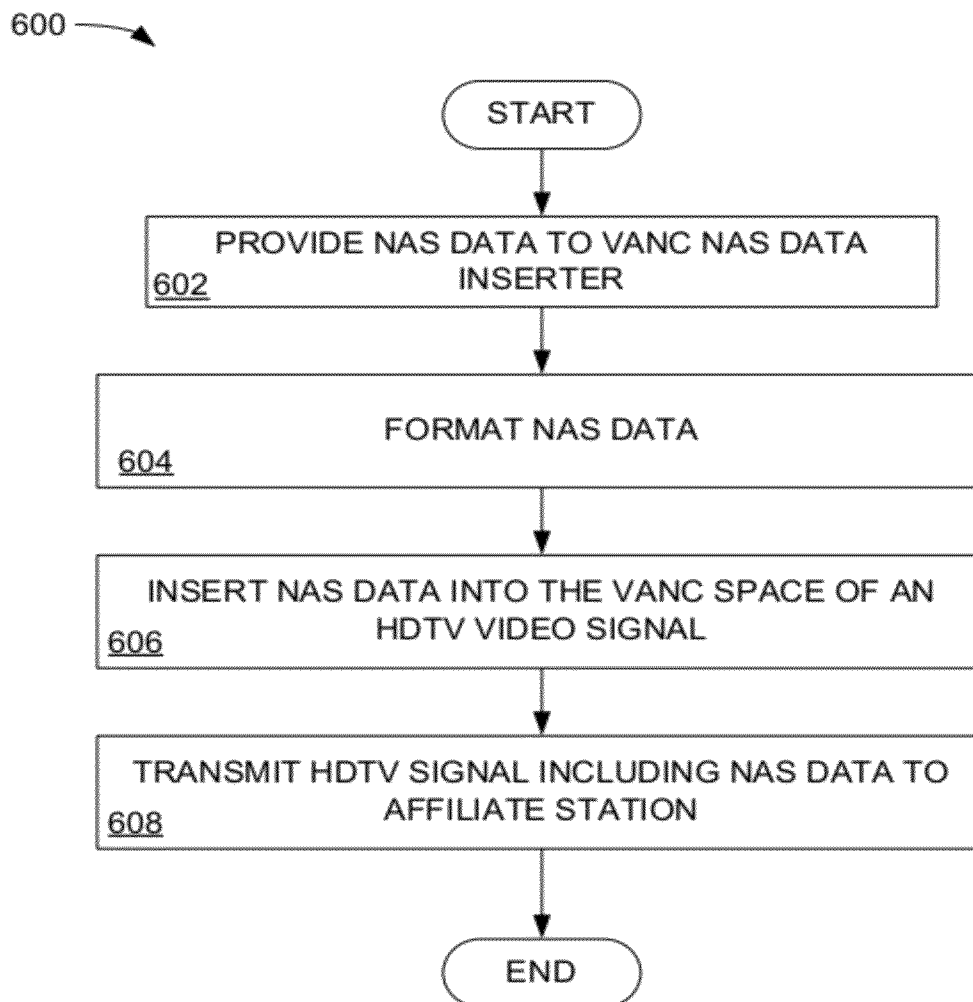 600
START
PROVIDE NAS DATA TO VANC NAS DATA
INSERTER
602
FORMAT NAS DATA
604
INSERT NAS DATA INTO THE VANC SPACE OF AN
HDTV VIDEO SIGNAL
606
TRANSMIT HDTV SIGNAL INCLUDING NAS DATA TO
AFFILIATE STATION
608
END